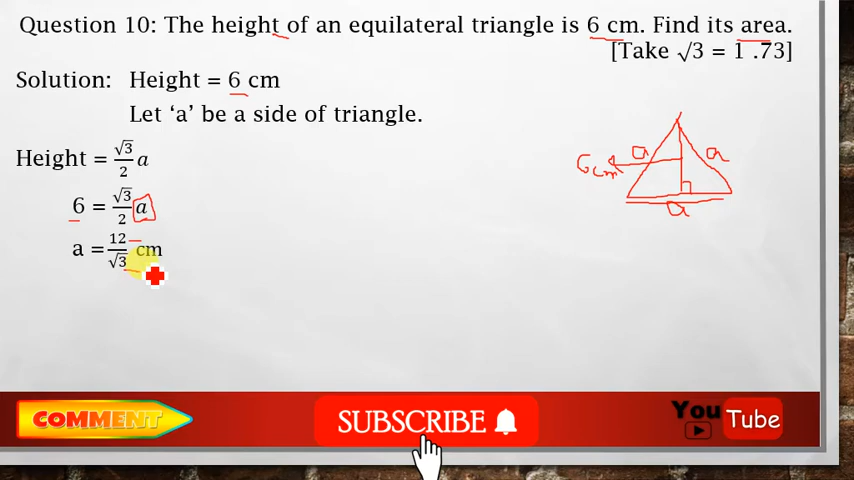 Question 10: The height of an equilateral triangle is 6 cm. Find its area.
[Take √3 = 1 .73]
Solution: Height = 6 cm
Let ‘a’ be a side of triangle.
Height = √3/2 a
6 = √3/2 a
a = 12/√3 cm
a
a
6cm
a
COMMENT
SUBSCRIBE
You
Tube